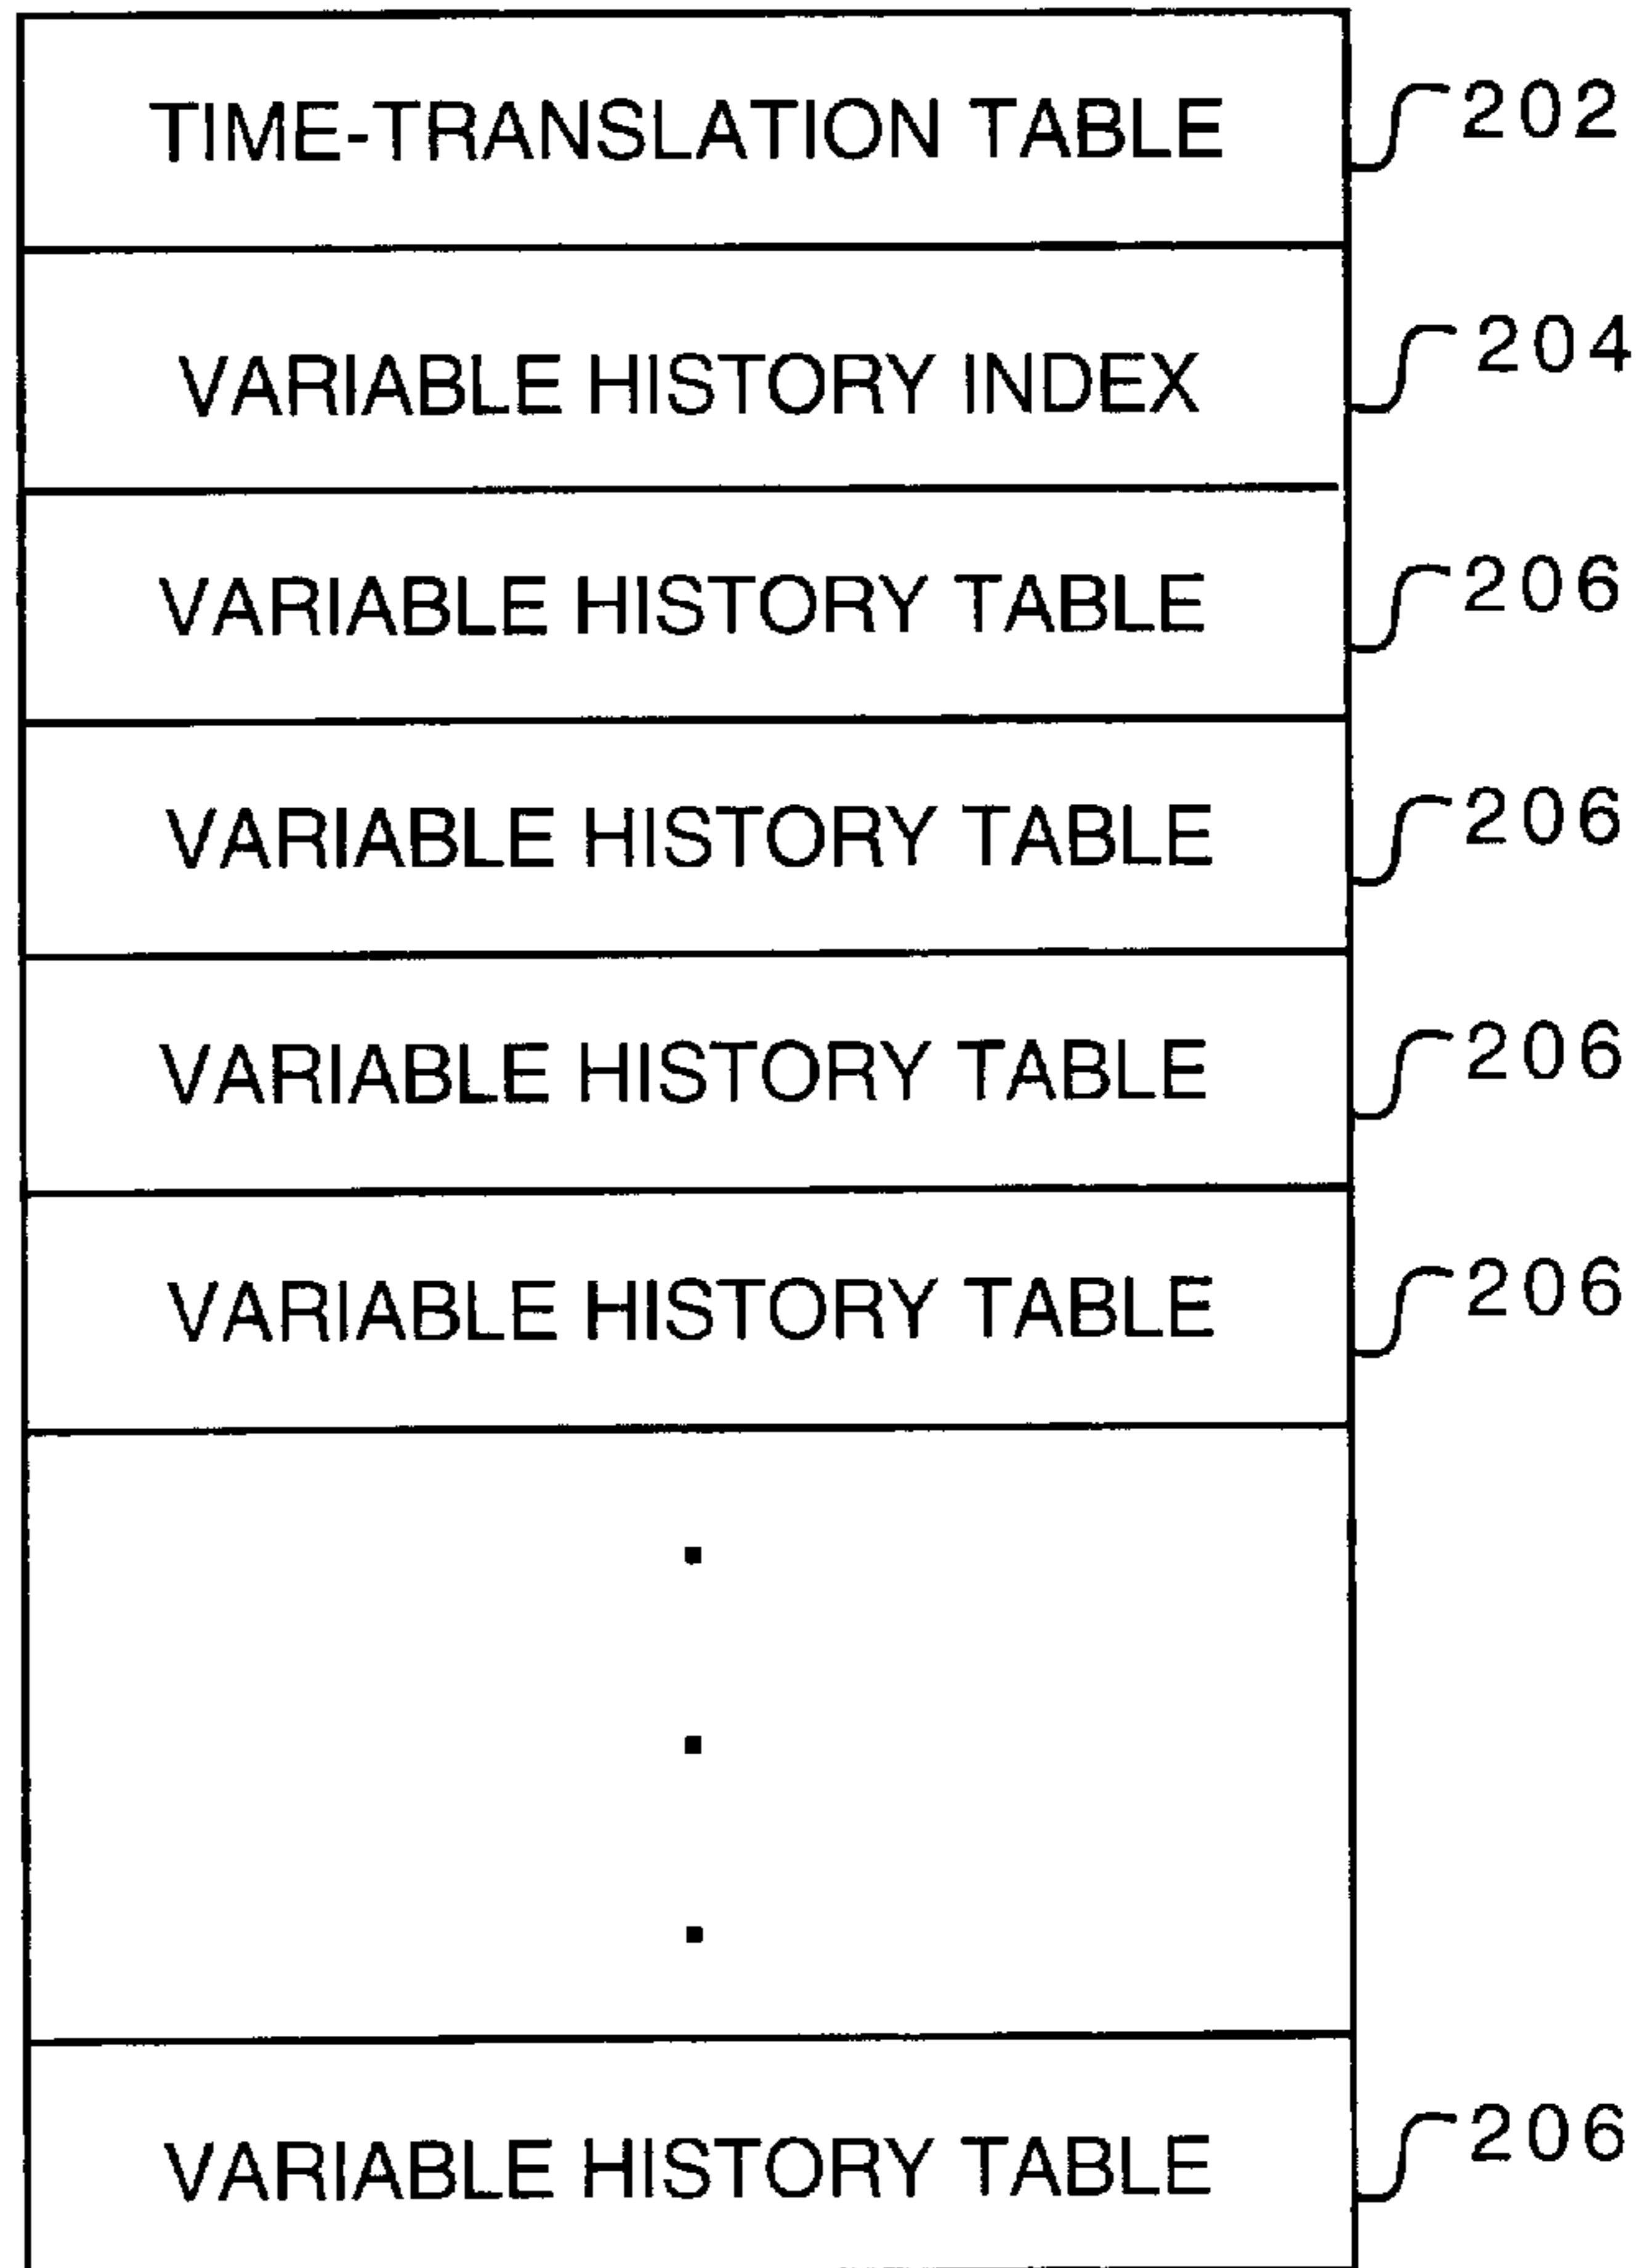 TIME-TRANSLATION TABLE 202
VARIABLE HISTORY INDEX 204
VARIABLE HISTORY TABLE 206
VARIABLE HISTORY TABLE 206
VARIABLE HISTORY TABLE 206
VARIABLE HISTORY TABLE 206
VARIABLE HISTORY TABLE 206